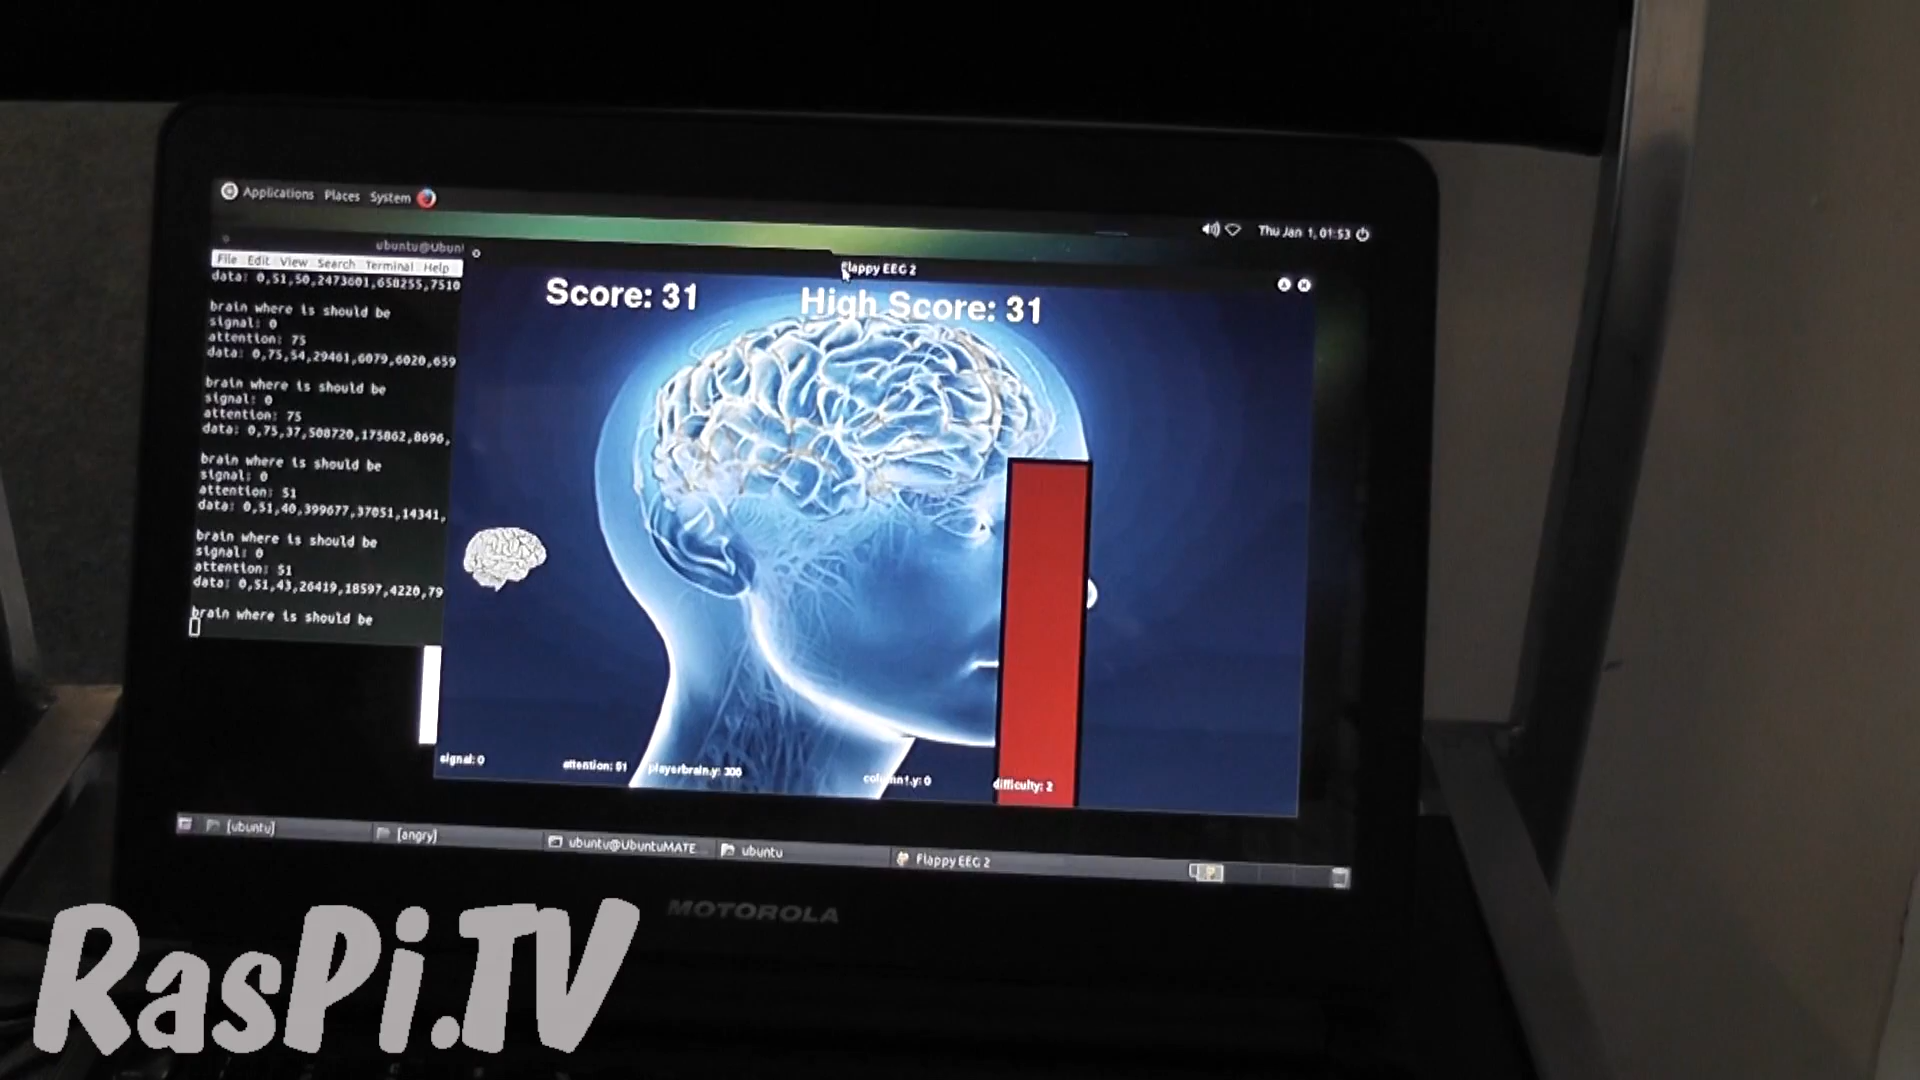 Applications Places System
Thu Jan 1, 01:53
ubuntu@Ubun
File Edit View Search Terminal Help
data: 0,51,50,2473601,658255,7510
brain where is should be
signal: 0
attention: 75
data: 0,75,54,29461,6079,6020,659
brain where is should be
signal: 0
attention: 75
data: 0,75,37,508720,175862,8696,
brain where is should be
signal: 0
attention: 51
data: 0,51,40,399677,37051,14341,
brain where is should be
signal: 0
attention: 51
data: 0,51,43,26419,18597,4220,79
brain where is should be
Flappy EEG 2
Score: 31 High Score: 31
signal: 0 attention: 51 playerbrain.y: 306 column1.y: 0 difficulty: 2
[ubuntu] [angry] ubuntu@UbuntuMATE ubuntu Flappy EEG 2
MOTOROLA
RasPi.TV